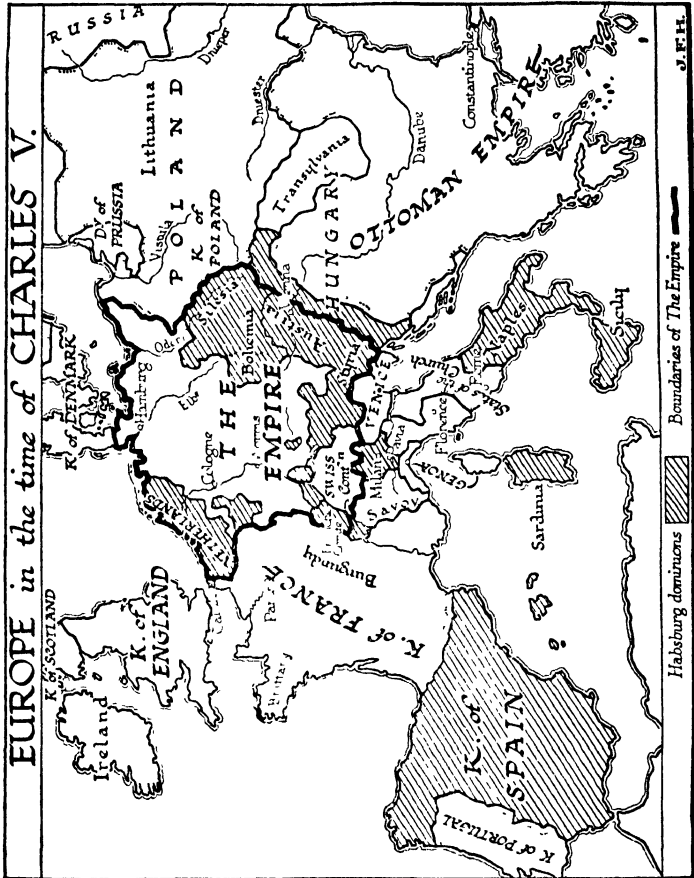 EUROPE in the time of CHARLES V.
K of SCOTLAND
Ireland
K. of
ENGLAND
K of DENMARK
Hamburg
Elbe
Oder
Dy of
PRUSSIA
Vistula
RUSSIA
Dnieper
Lithuania
POLAND
K of
POLAND
Dniester
NETHERLANDS
Cologne
THE
EMPIRE
Bohemia
Silesia
Austria
Styria
HUNGARY
Transylvania
Danube
OTTOMAN EMPIRE
Constantinople
Brittany
K. of FRANCE
Burgundy
SWISS
Conf'n
Savoy
Milan
VENICE
GENOA
Florence
States of the
Church
Rome
Naples
Sicily
Sardinia
K. of
SPAIN
K of PORTUGAL
Habsburg dominions
Boundaries of The Empire
J.F.H.